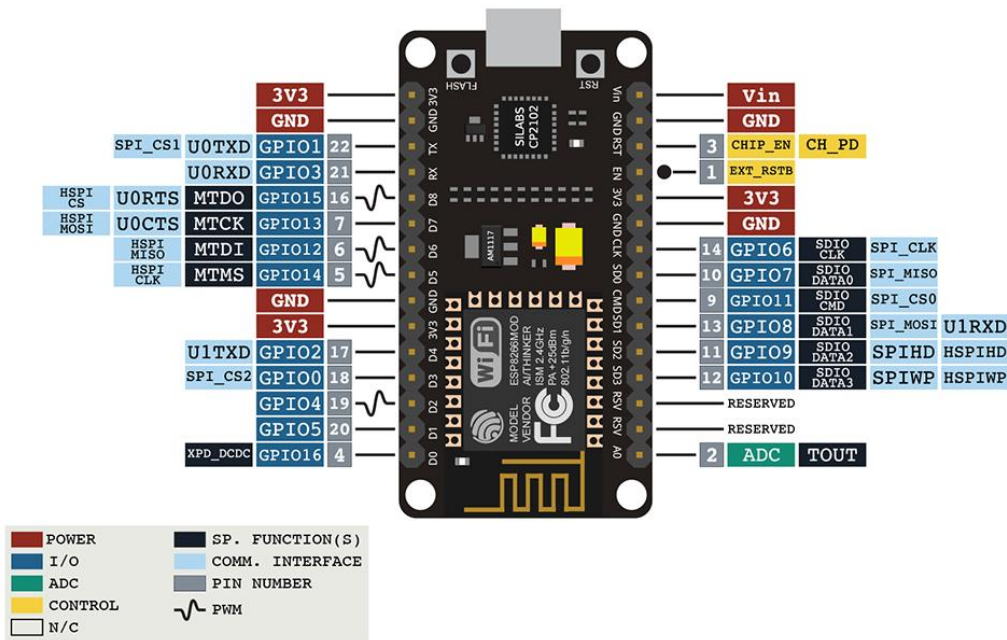 FLASH RST
SILABS
CP2102
AM1117
3V3 3V3 Vin Vin
GND GND GND GND
SPI_CS1 U0TXD GPIO1 22 TX RST 3 CHIP_EN CH_PD
U0RXD GPIO3 21 RX EN 1 EXT_RSTB
HSPI CS U0RTS MTDO GPIO15 16 D8 3V3 3V3
HSPI MOSI U0CTS MTCK GPIO13 7 D7 GND GND
HSPI MISO MTDI GPIO12 6 D6 CLK 14 GPIO6 SDIO CLK SPI_CLK
HSPI CLK MTMS GPIO14 5 D5 SD0 10 GPIO7 SDIO DATA0 SPI_MISO
GND GND CMD 9 GPIO11 SDIO CMD SPI_CS0
3V3 3V3 SD1 13 GPIO8 SDIO DATA1 SPI_MOSI U1RXD
U1TXD GPIO2 17 D4 SD2 11 GPIO9 SDIO DATA2 SPIHD HSPIHD
SPI_CS2 GPIO0 18 D3 SD3 12 GPIO10 SDIO DATA3 SPIWP HSPIWP
GPIO4 19 D2 RSV RESERVED
GPIO5 20 D1 RSV RESERVED
XPD_DCDC GPIO16 4 D0 A0 2 ADC TOUT
WiFi
MODEL
VENDOR
ESP8266MOD
AI/THINKER
ISM 2.4GHz
PA +25dBm
802.11b/g/n
FC
POWER
I/O
ADC
CONTROL
N/C
SP. FUNCTION(S)
COMM. INTERFACE
PIN NUMBER
PWM